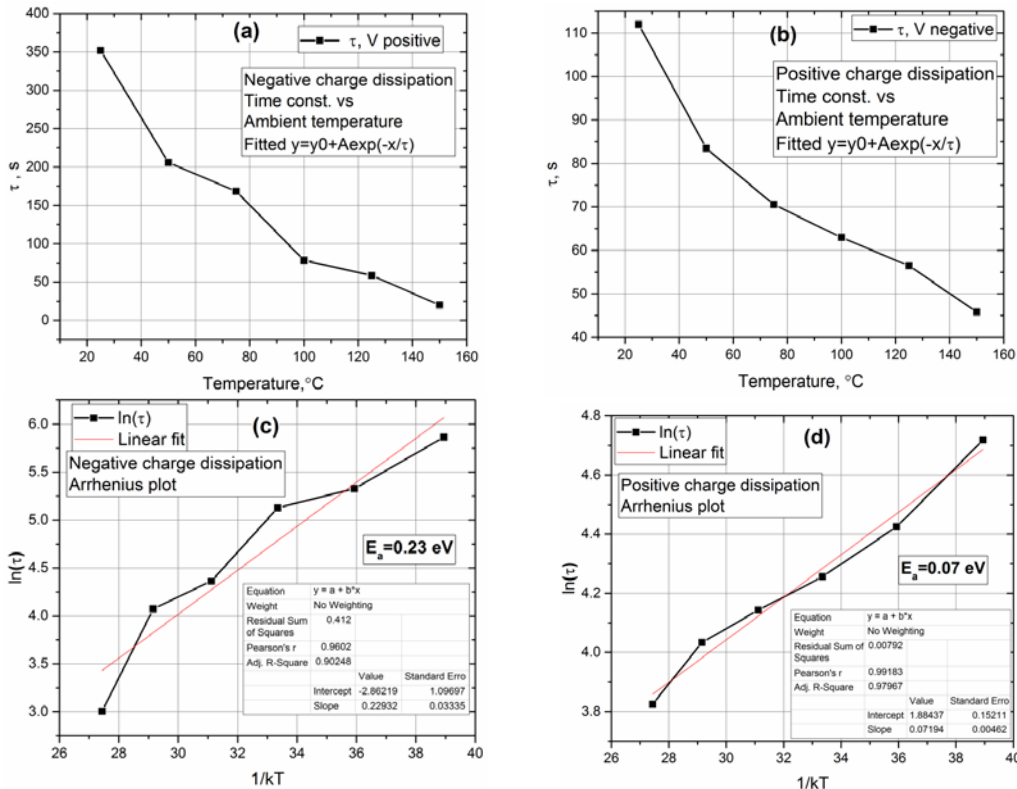 (a)
τ, V positive
Negative charge dissipation
Time const. vs
Ambient temperature
Fitted y=y0+Aexp(-x/τ)
400
350
300
250
200
150
100
50
0
τ , s
20 40 60 80 100 120 140 160
Temperature,°C
(b)
τ, V negative
Positive charge dissipation
Time const. vs
Ambient temperature
Fitted y=y0+Aexp(-x/τ)
110
100
90
80
70
60
50
40
τ, s
20 40 60 80 100 120 140 160
Temperature, °C
ln(τ)
Linear fit
(c)
Negative charge dissipation
Arrhenius plot
Ea=0.23 eV
Equation y = a + b*x
Weight No Weighting
Residual Sum of Squares 0.412
Pearson's r 0.9602
Adj. R-Square 0.90248
Value Standard Erro
Intercept -2.86219 1.09697
Slope 0.22932 0.03335
6.0
5.5
5.0
4.5
4.0
3.5
3.0
ln(τ)
26 28 30 32 34 36 38 40
1/kT
ln(τ)
Linear fit
(d)
Positive charge dissipation
Arrhenius plot
Ea=0.07 eV
Equation y = a + b*x
Weight No Weighting
Residual Sum of Squares 0.00792
Pearson's r 0.99183
Adj. R-Square 0.97967
Value Standard Erro
Intercept 1.88437 0.15211
Slope 0.07194 0.00462
4.8
4.6
4.4
4.2
4.0
3.8
ln(τ)
26 28 30 32 34 36 38 40
1/kT